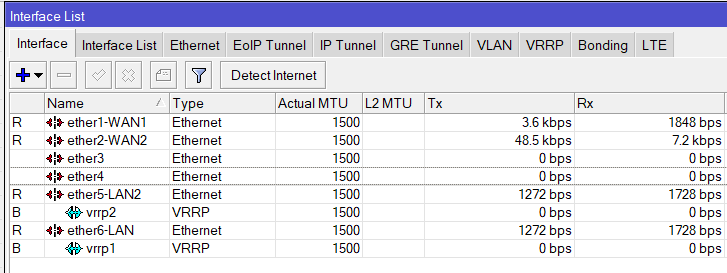 Interface List
Interface Interface List Ethernet EoIP Tunnel IP Tunnel GRE Tunnel VLAN VRRP Bonding LTE
Detect Internet
Name Type Actual MTU L2 MTU Tx Rx
R ether1-WAN1 Ethernet 1500 3.6 kbps 1848 bps
R ether2-WAN2 Ethernet 1500 48.5 kbps 7.2 kbps
ether3 Ethernet 1500 0 bps 0 bps
ether4 Ethernet 1500 0 bps 0 bps
R ether5-LAN2 Ethernet 1500 1272 bps 1728 bps
B vrrp2 VRRP 1500 0 bps 0 bps
R ether6-LAN Ethernet 1500 1272 bps 1728 bps
B vrrp1 VRRP 1500 0 bps 0 bps